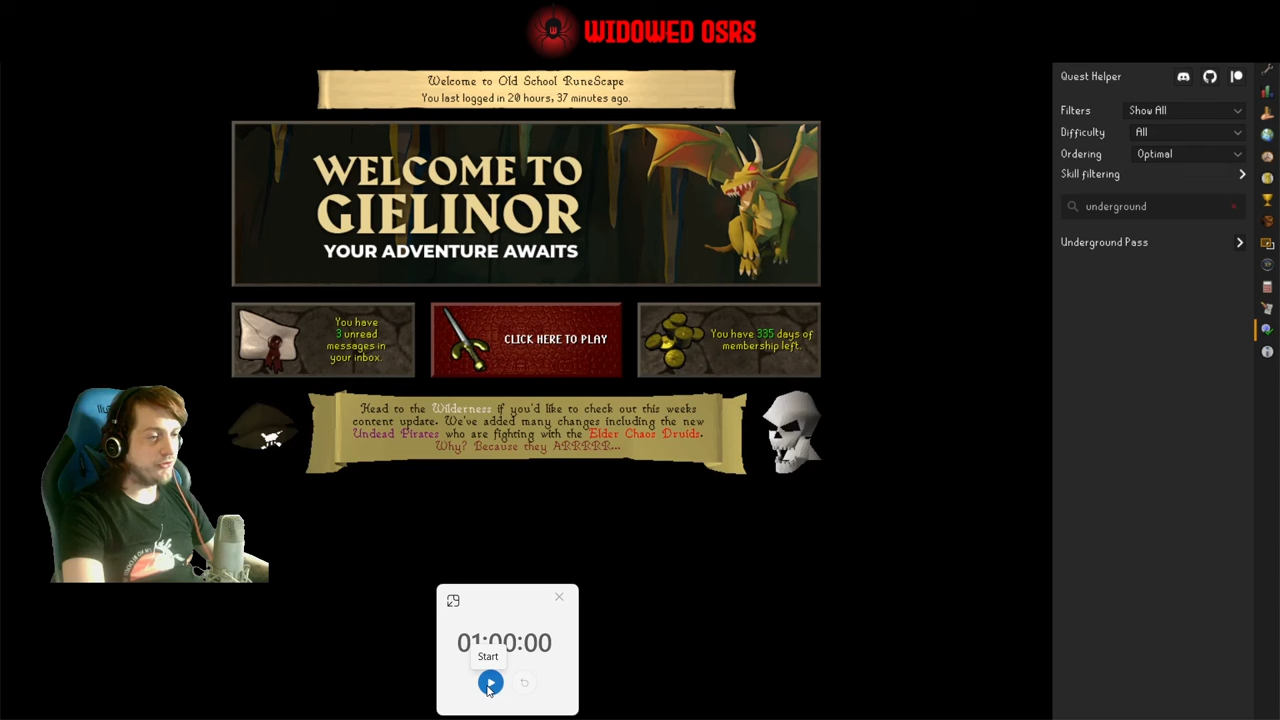 WIDOWED OSRS
Welcome to Old School RuneScape
You last logged in 20 hours, 37 minutes ago.
WELCOME TO
GIELINOR
YOUR ADVENTURE AWAITS
You have
3 unread
messages in
your inbox.
CLICK HERE TO PLAY
You have 335 days of
membership left.
Head to the Wilderness if you'd like to check out this weeks
content update. We've added many changes including the new
Undead Pirates who are fighting with the Elder Chaos Druids.
Why? Because they ARRRRR...
01:00:00
Start
Quest Helper
Filters Show All
Difficulty All
Ordering Optimal
Skill filtering
underground
Underground Pass